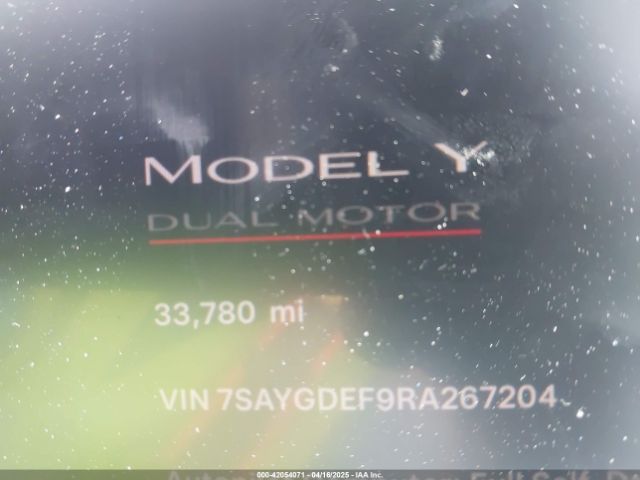 MODEL Y
DUAL MOTOR
33,780 mi
VIN 7SAYGDEF9RA267204
000-42054071 - 04/16/2025 - IAA Inc.